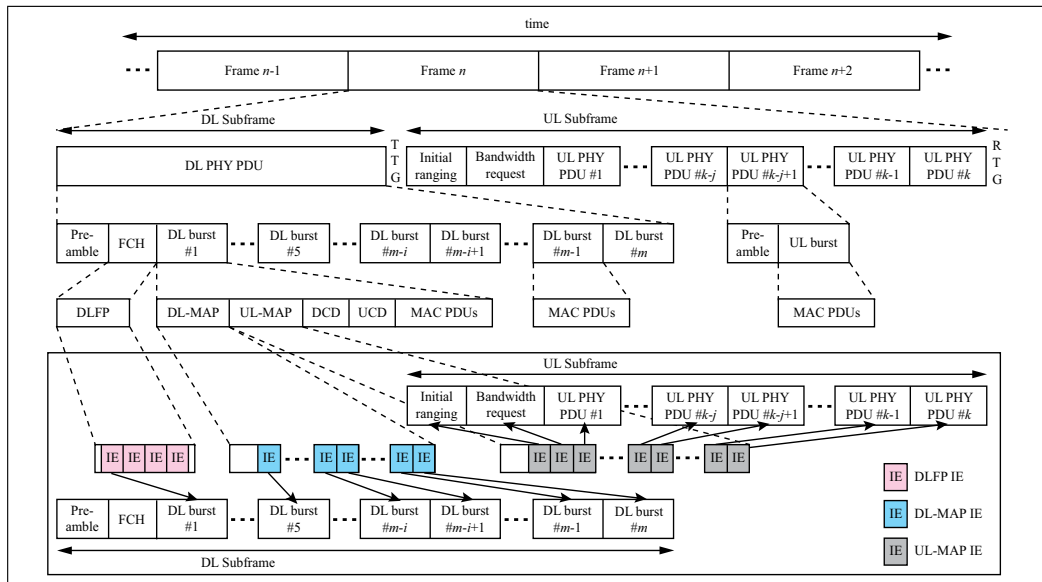 time
Frame n-1 Frame n Frame n+1 Frame n+2
DL Subframe UL Subframe
DL PHY PDU
T
T
G
Initial Bandwidth UL PHY UL PHY UL PHY UL PHY UL PHY
ranging request PDU #1 PDU #k-j PDU #k-j+1 PDU #k-1 PDU #k
R
T
G
Pre- FCH DL burst DL burst DL burst DL burst DL burst DL burst Pre- UL burst
amble #1 #5 #m-i #m-i+1 #m-1 #m amble
DLFP DL-MAP UL-MAP DCD UCD MAC PDUs MAC PDUs MAC PDUs
UL Subframe
Initial Bandwidth UL PHY UL PHY UL PHY UL PHY UL PHY
ranging request PDU #1 PDU #k-j PDU #k-j+1 PDU #k-1 PDU #k
IE IE IE IE IE IE IE IE IE IE IE IE IE IE IE IE
IE DLFP IE
Pre- FCH DL burst DL burst DL burst DL burst DL burst DL burst
amble #1 #5 #m-i #m-i+1 #m-1 #m
IE DL-MAP IE
IE UL-MAP IE
DL Subframe